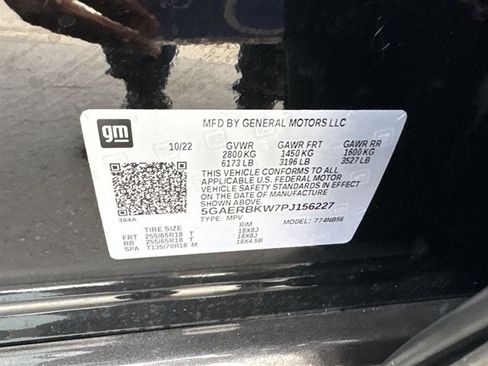 gm
MFD BY GENERAL MOTORS LLC
10/22 GVWR GAWR FRT GAWR RR
2800 KG 1450 KG 1600 KG
6173 LB 3196 LB 3527 LB
THIS VEHICLE CONFORMS TO ALL
APPLICABLE U.S. FEDERAL MOTOR
VEHICLE SAFETY STANDARDS IN EFFECT ON
THE DATE OF MANUFACTURE SHOWN ABOVE.
5GAERBKW7PJ156227
384A TYPE: MPV MODEL: 774NB56
TIRE SIZE RIM
FRT 255/65R18 T 18X8J
RR 255/65R18 T 18X8J
SPA T135/70R18 M 18X4.5B